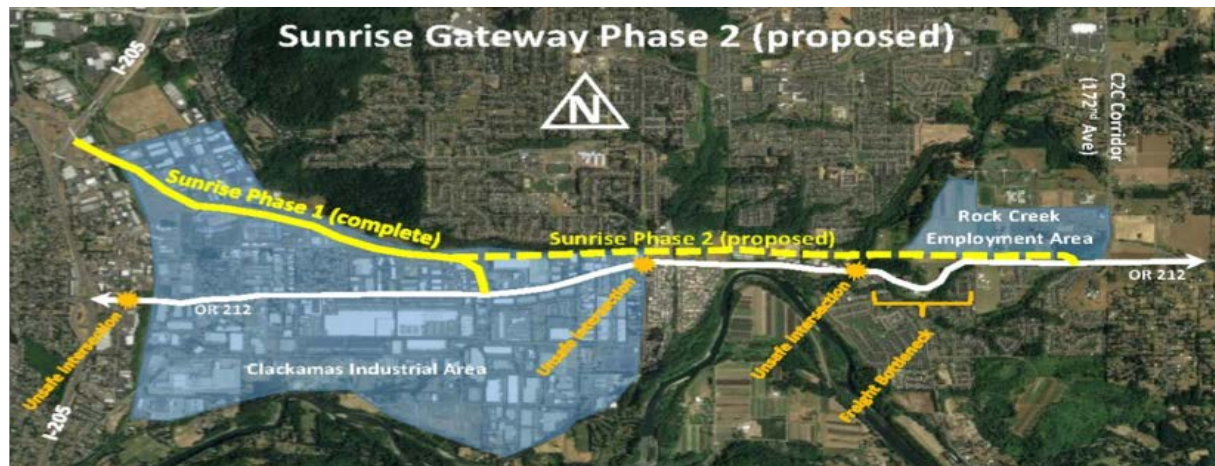 Sunrise Gateway Phase 2 (proposed)
I-205
N
C2C Corridor
(172nd Ave)
Sunrise Phase 1 (complete)
Rock Creek
Employment Area
Sunrise Phase 2 (proposed)
OR 212
OR 212
Unsafe Intersection
Unsafe Intersection
Unsafe Intersection
Freight Bottleneck
Clackamas Industrial Area
I-205